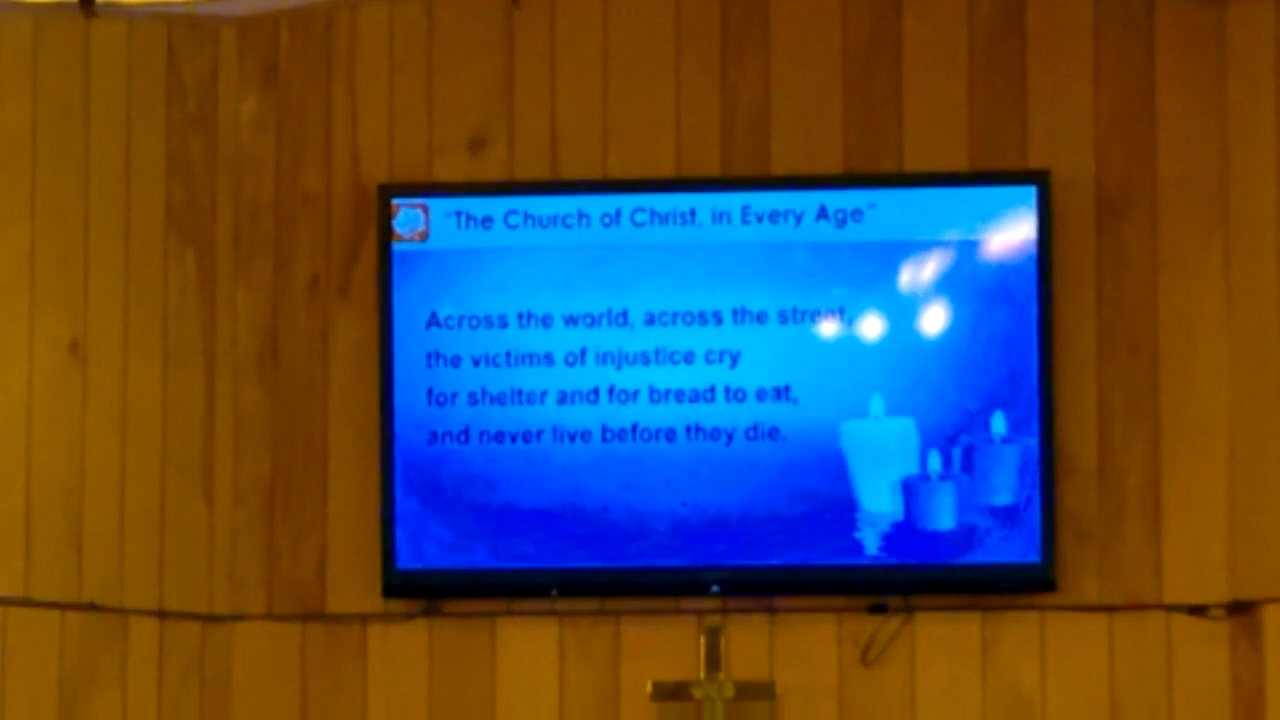 "The Church of Christ, in Every Age"
Across the world, across the street,
the victims of injustice cry
for shelter and for bread to eat,
and never live before they die.